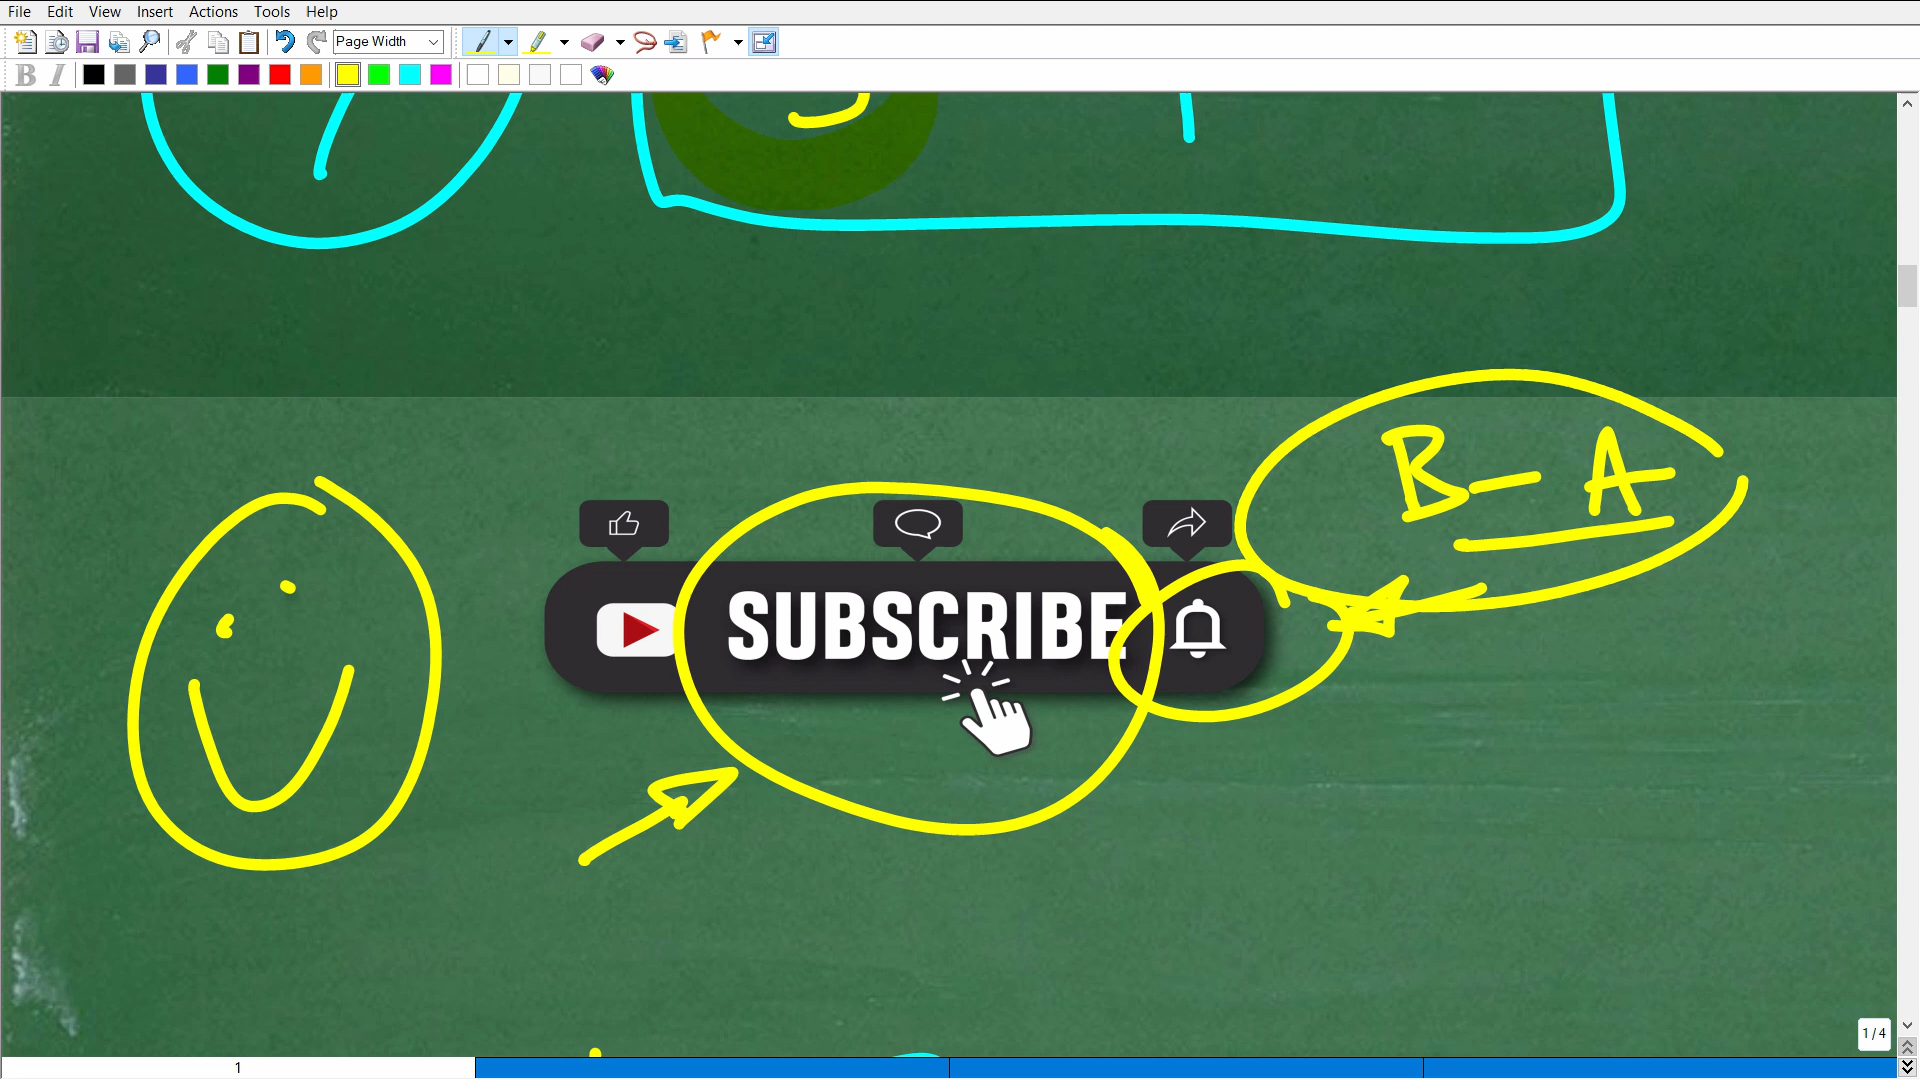 File Edit View Insert Actions Tools Help
Page Width
B I
B- A
SUBSCRIBE
1 / 4
1